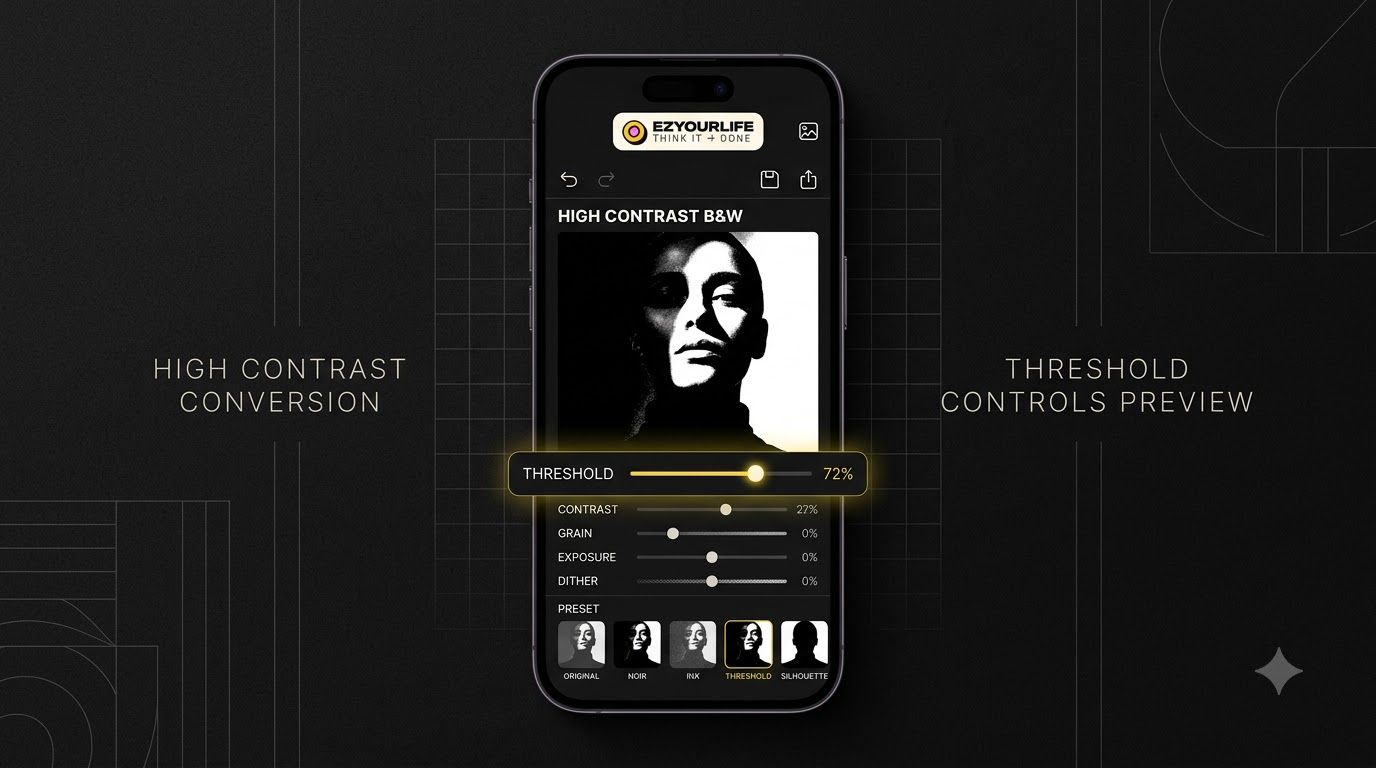 EZYOURLIFE
THINK IT → DONE
HIGH CONTRAST B&W
HIGH CONTRAST
CONVERSION
THRESHOLD
CONTROLS PREVIEW
THRESHOLD 72%
CONTRAST 27%
GRAIN 0%
EXPOSURE 0%
DITHER 0%
PRESET
ORIGINAL NOIR INX THRESHOLD SILHOUETTE